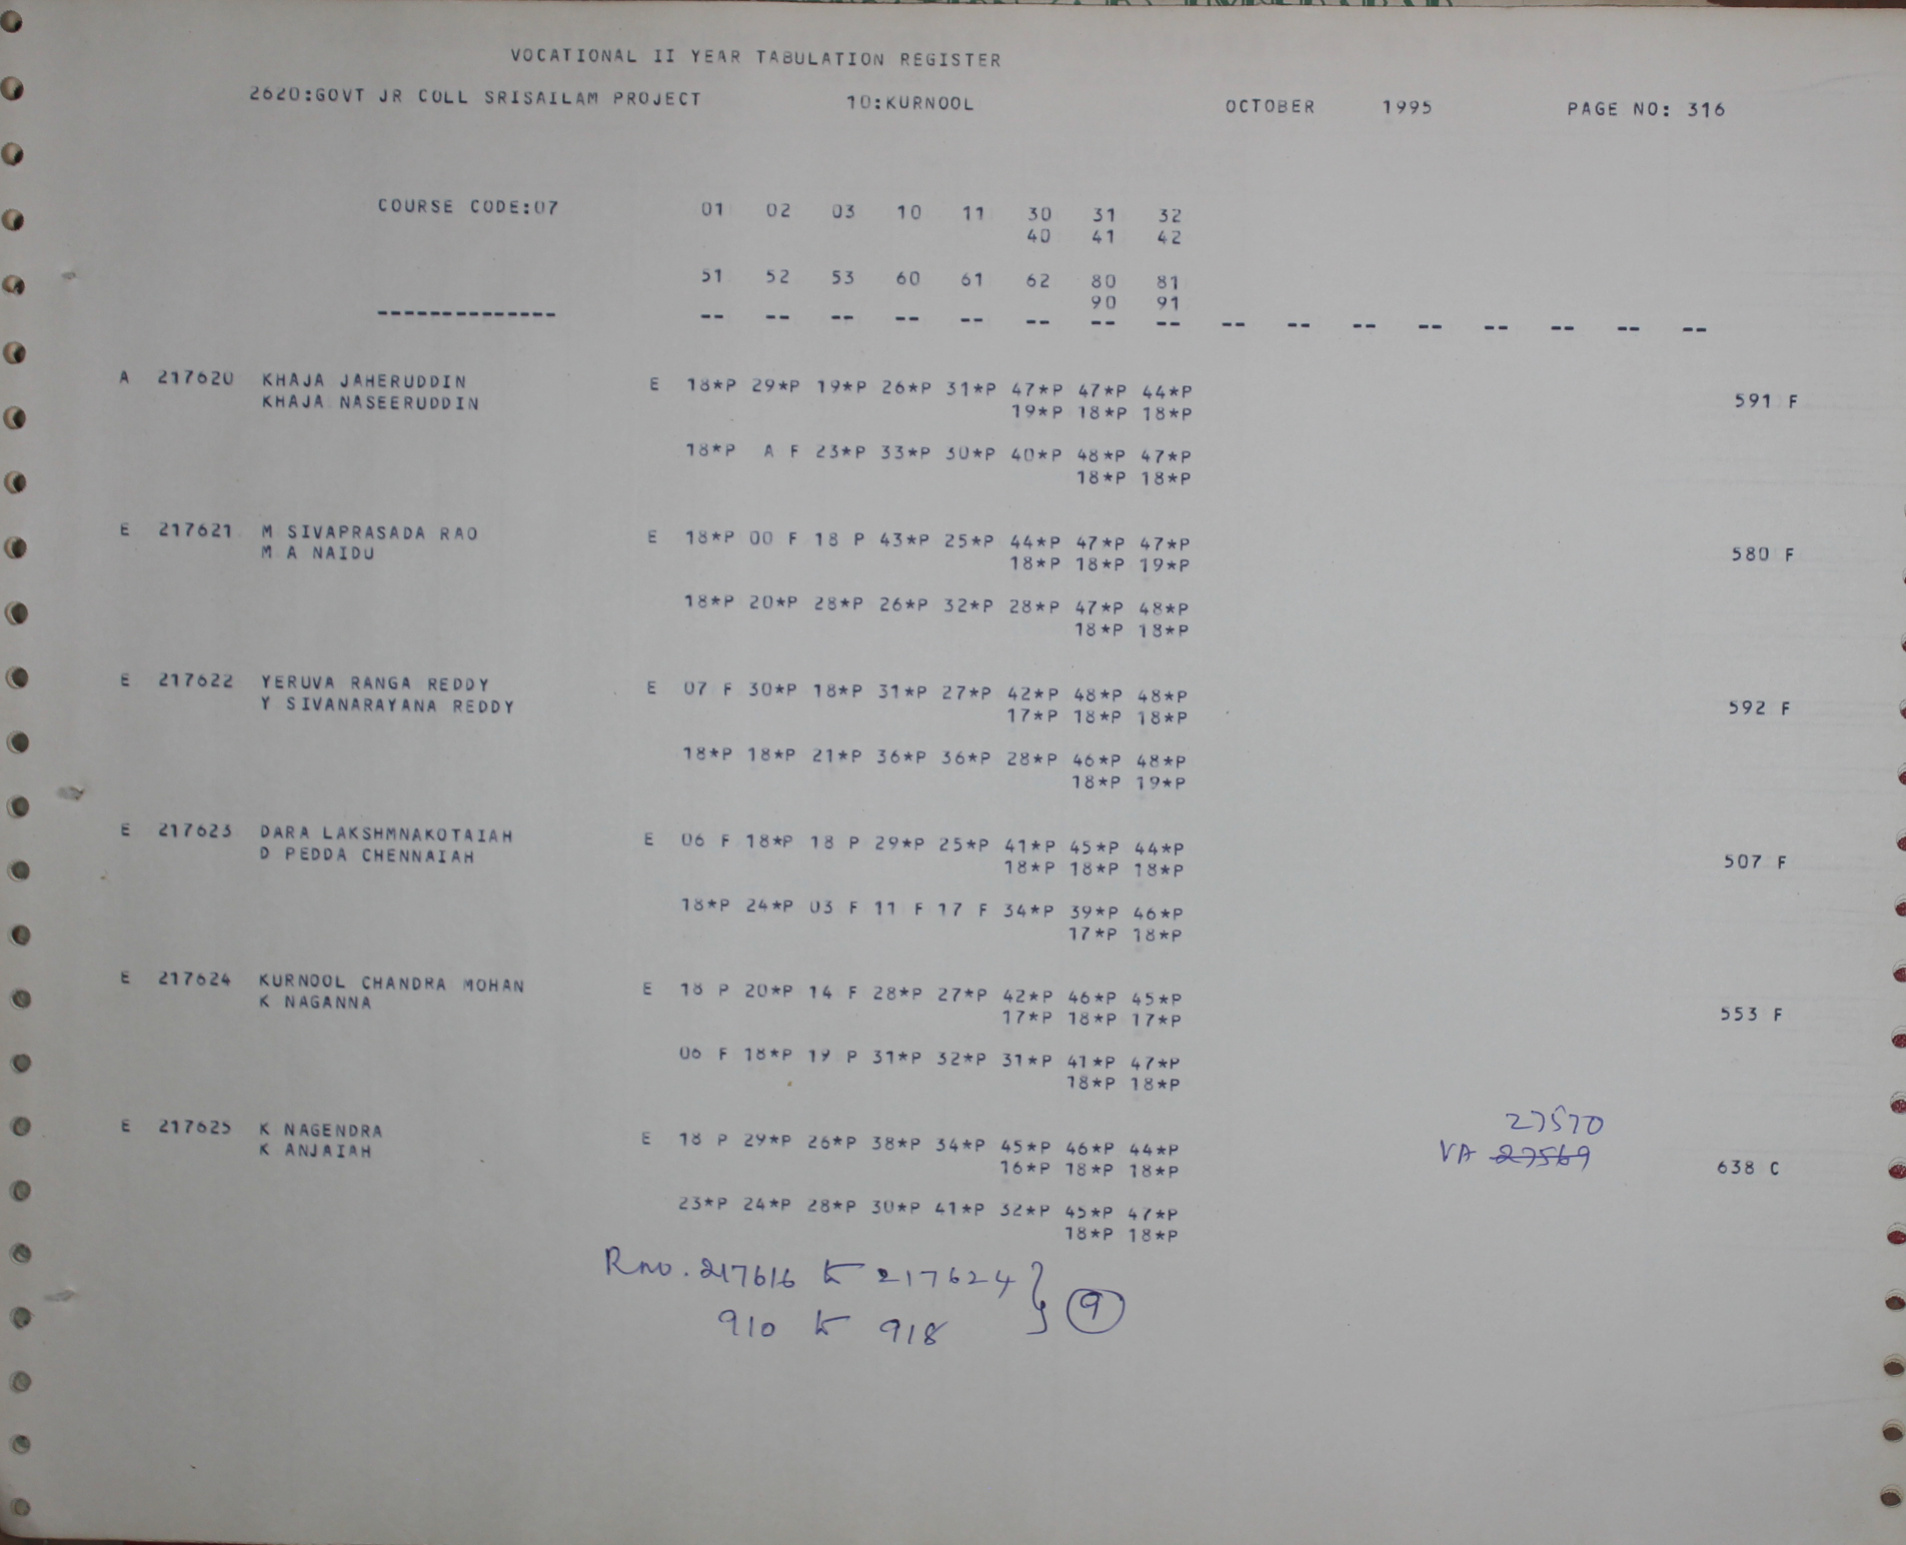 VOCATIONAL II YEAR TABULATION REGISTER
2620:GOVT JR COLL SRISAILAM PROJECT 10:KURNOOL OCTOBER 1995 PAGE NO: 316
COURSE CODE:07 01 02 03 10 11 30 31 32
40 41 42
51 52 53 60 61 62 80 81
90 91
-------------- -- -- -- -- -- -- -- -- -- -- -- -- -- -- -- --
A 217620 KHAJA JAHERUDDIN E 18*P 29*P 19*P 26*P 31*P 47*P 47*P 44*P
KHAJA NASEERUDDIN 19*P 18*P 18*P 591 F
18*P A F 23*P 33*P 30*P 40*P 48*P 47*P
18*P 18*P
E 217621 M SIVAPRASADA RAO E 18*P 00 F 18 P 43*P 25*P 44*P 47*P 47*P
M A NAIDU 18*P 18*P 19*P 580 F
18*P 20*P 28*P 26*P 32*P 28*P 47*P 48*P
18*P 18*P
E 217622 YERUVA RANGA REDDY E 07 F 30*P 18*P 31*P 27*P 42*P 48*P 48*P
Y SIVANARAYANA REDDY 17*P 18*P 18*P 592 F
18*P 18*P 21*P 36*P 36*P 28*P 46*P 48*P
18*P 19*P
E 217623 DARA LAKSHMNAKOTAIAH E 06 F 18*P 18 P 29*P 25*P 41*P 45*P 44*P
D PEDDA CHENNAIAH 18*P 18*P 18*P 507 F
18*P 24*P 03 F 11 F 17 F 34*P 39*P 46*P
17*P 18*P
E 217624 KURNOOL CHANDRA MOHAN E 18 P 20*P 14 F 28*P 27*P 42*P 46*P 45*P
K NAGANNA 17*P 18*P 17*P 553 F
06 F 18*P 19 P 31*P 32*P 31*P 41*P 47*P
18*P 18*P
27570
E 217625 K NAGENDRA E 18 P 29*P 26*P 38*P 34*P 45*P 46*P 44*P
K ANJAIAH 16*P 18*P 18*P VA 27569 638 C
23*P 24*P 28*P 30*P 41*P 32*P 45*P 47*P
18*P 18*P
Rno. 217616 to 217624
910 to 918 } 9